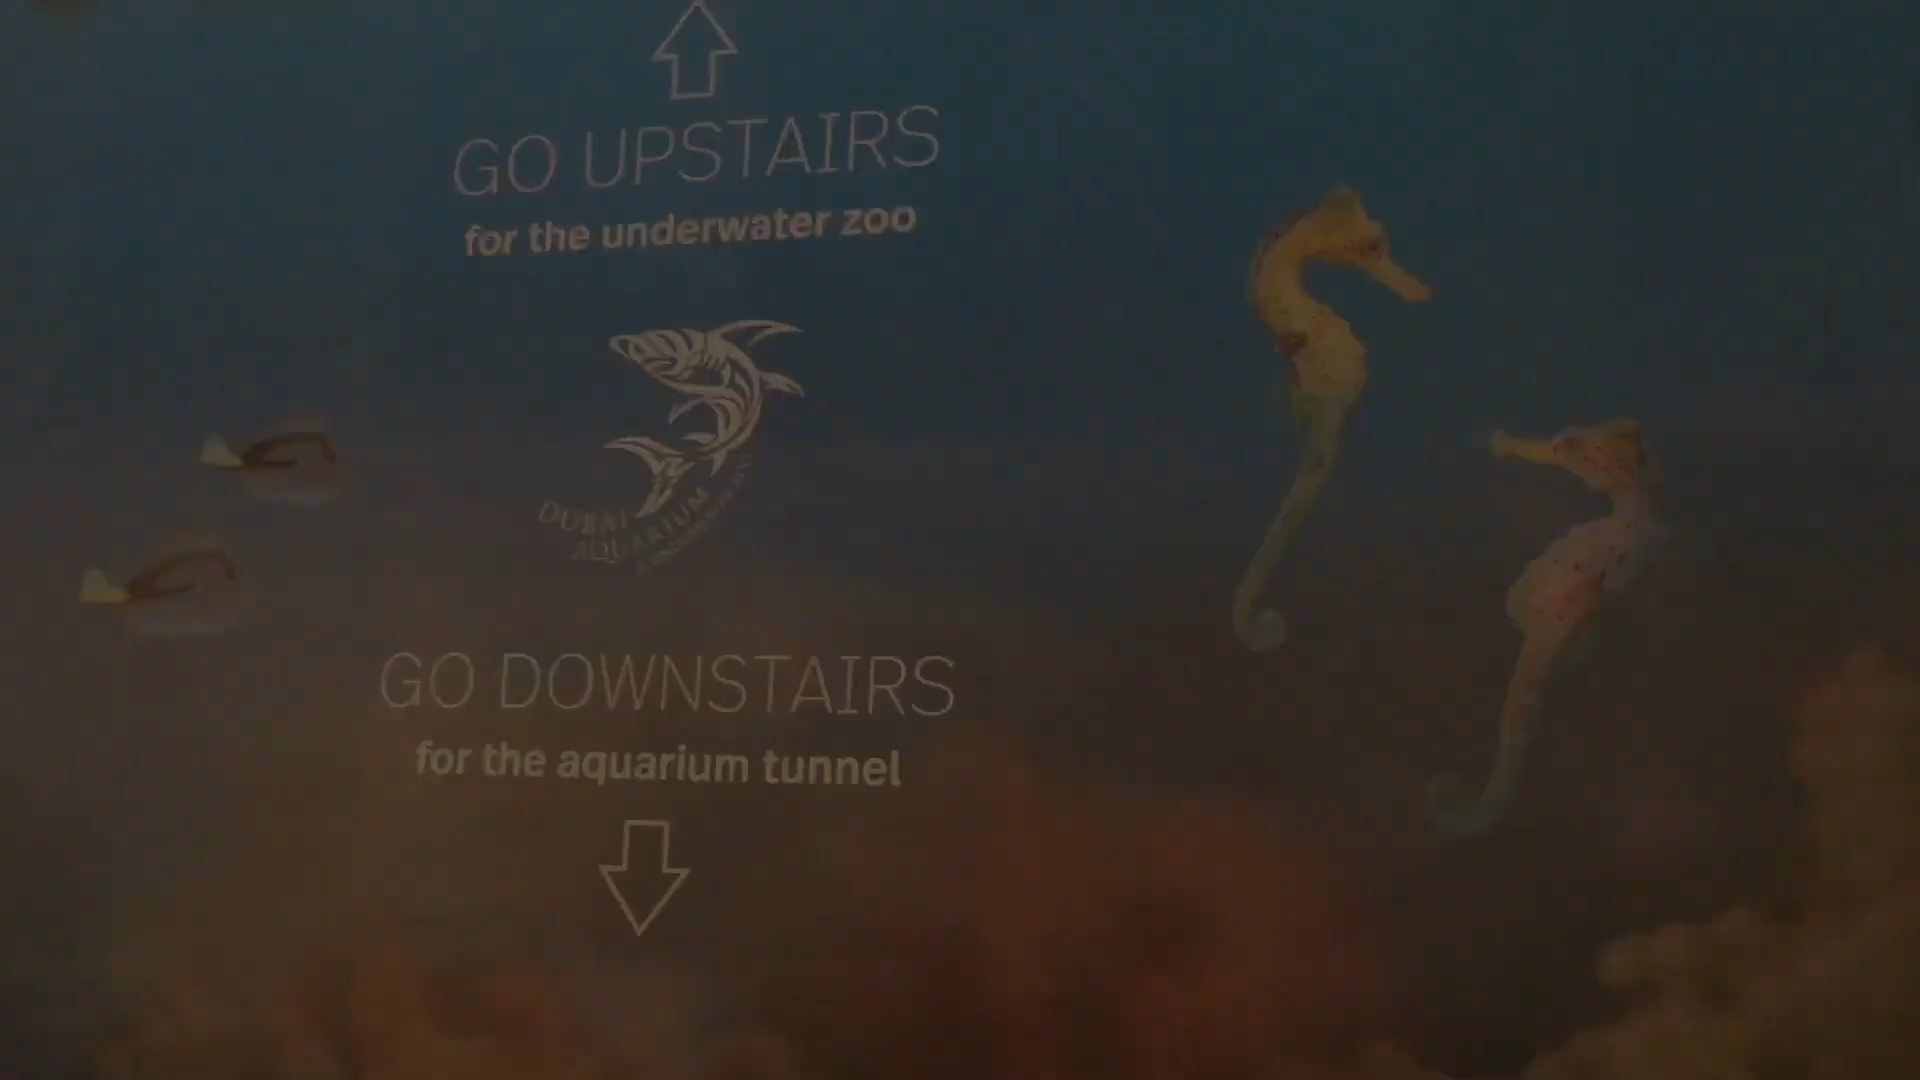 GO UPSTAIRS
for the underwater zoo
DUBAI
AQUARIUM
GO DOWNSTAIRS
for the aquarium tunnel